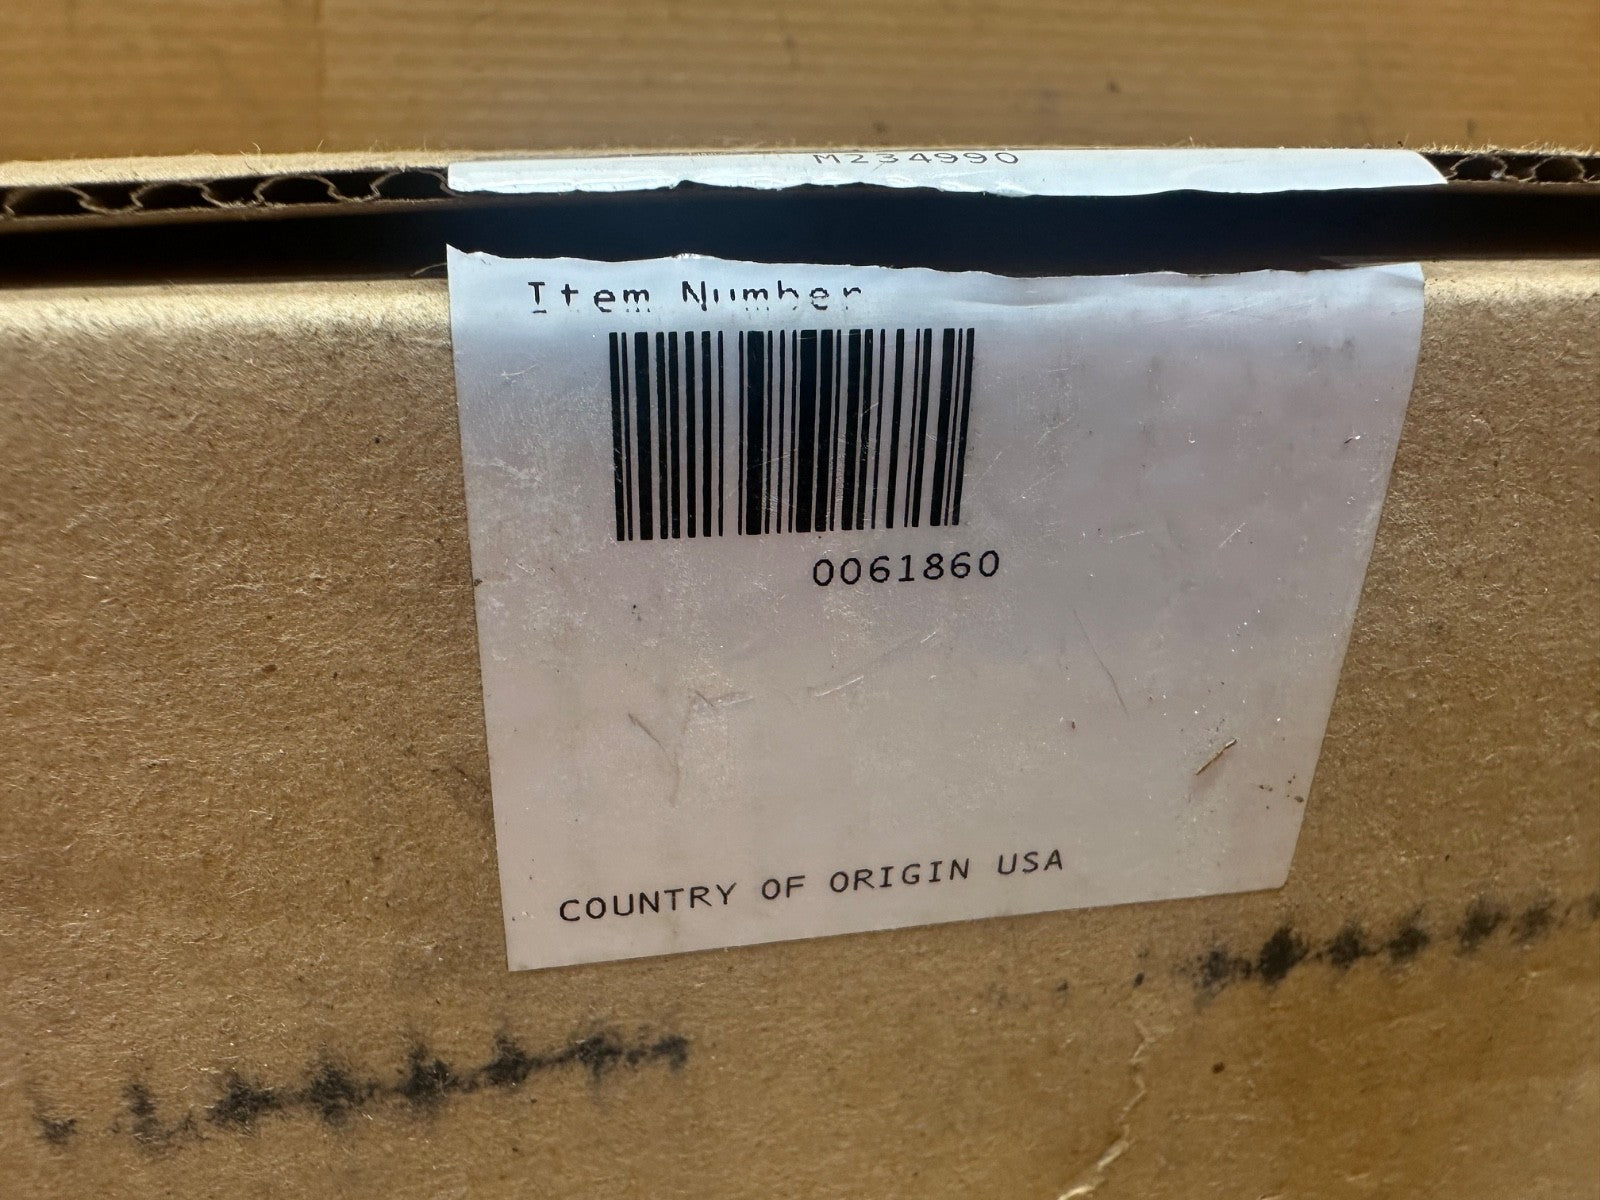 M234990
Item Number
0061860
COUNTRY OF ORIGIN USA